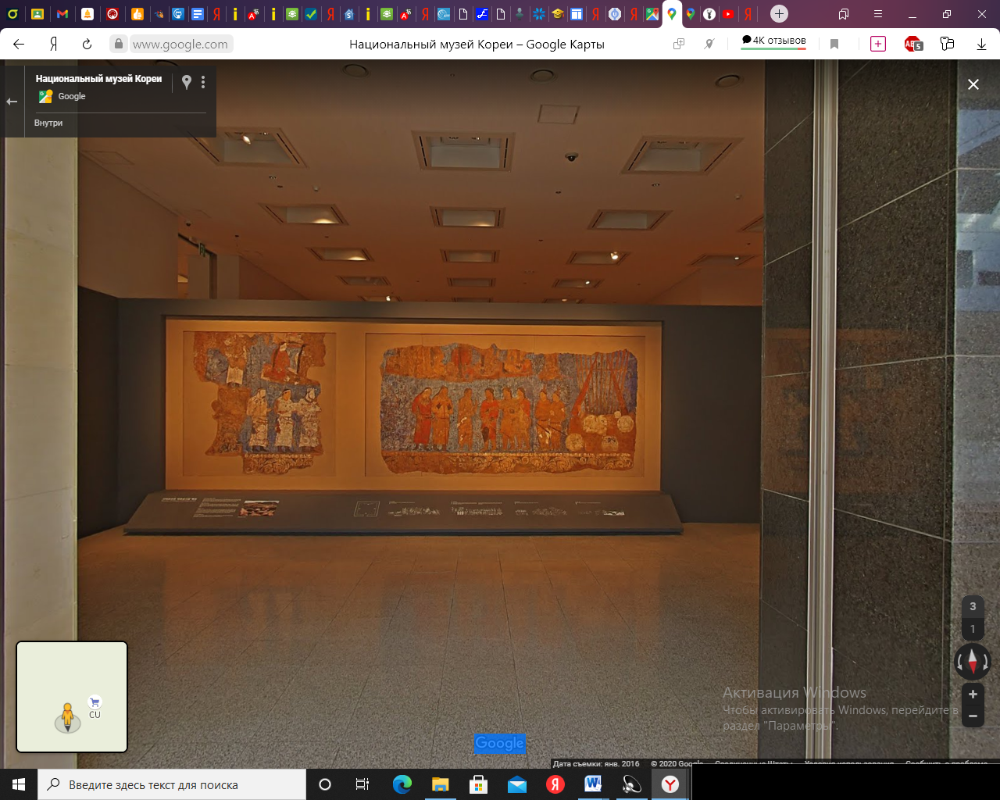 www.google.com
Национальный музей Кореи – Google Карты
4К отзывов
5
Национальный музей Кореи
Google
Внутри
3
1
CU
Активация Windows
Чтобы активировать Windows, перейдите в
раздел "Параметры".
Google
Дата съемки: янв. 2016 © 2020 Google
Введите здесь текст для поиска